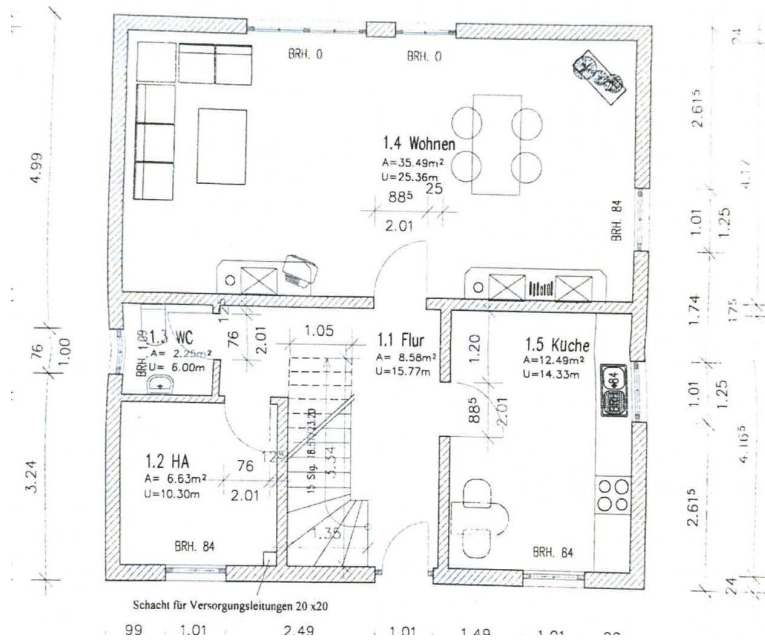 BRH. 0
BRH. 0
24
2.61⁵
4.99
1.4 Wohnen
A=35.49m²
U=25.36m
25
88⁵
2.01
BRH. 84
1.01
1.25
1.74
1.3 WC
A= 2.25m²
U= 6.00m
BRH. 1.09
76
2.01
1.05
1.1 Flur
A= 8.58m²
U=15.77m
1.20
1.5 Küche
A=12.49m²
U=14.33m
BRH. 84
76
1.00
88⁵
2.01
1.01
1.25
4.16⁵
3.24
1.2 HA
A= 6.63m²
U=10.30m
76
2.01
3.34
1.35
2.61⁵
BRH. 84
BRH. 84
24
Schacht für Versorgungsleitungen 20 x20
99
1.01
2.49
1.01
1.49
1.01